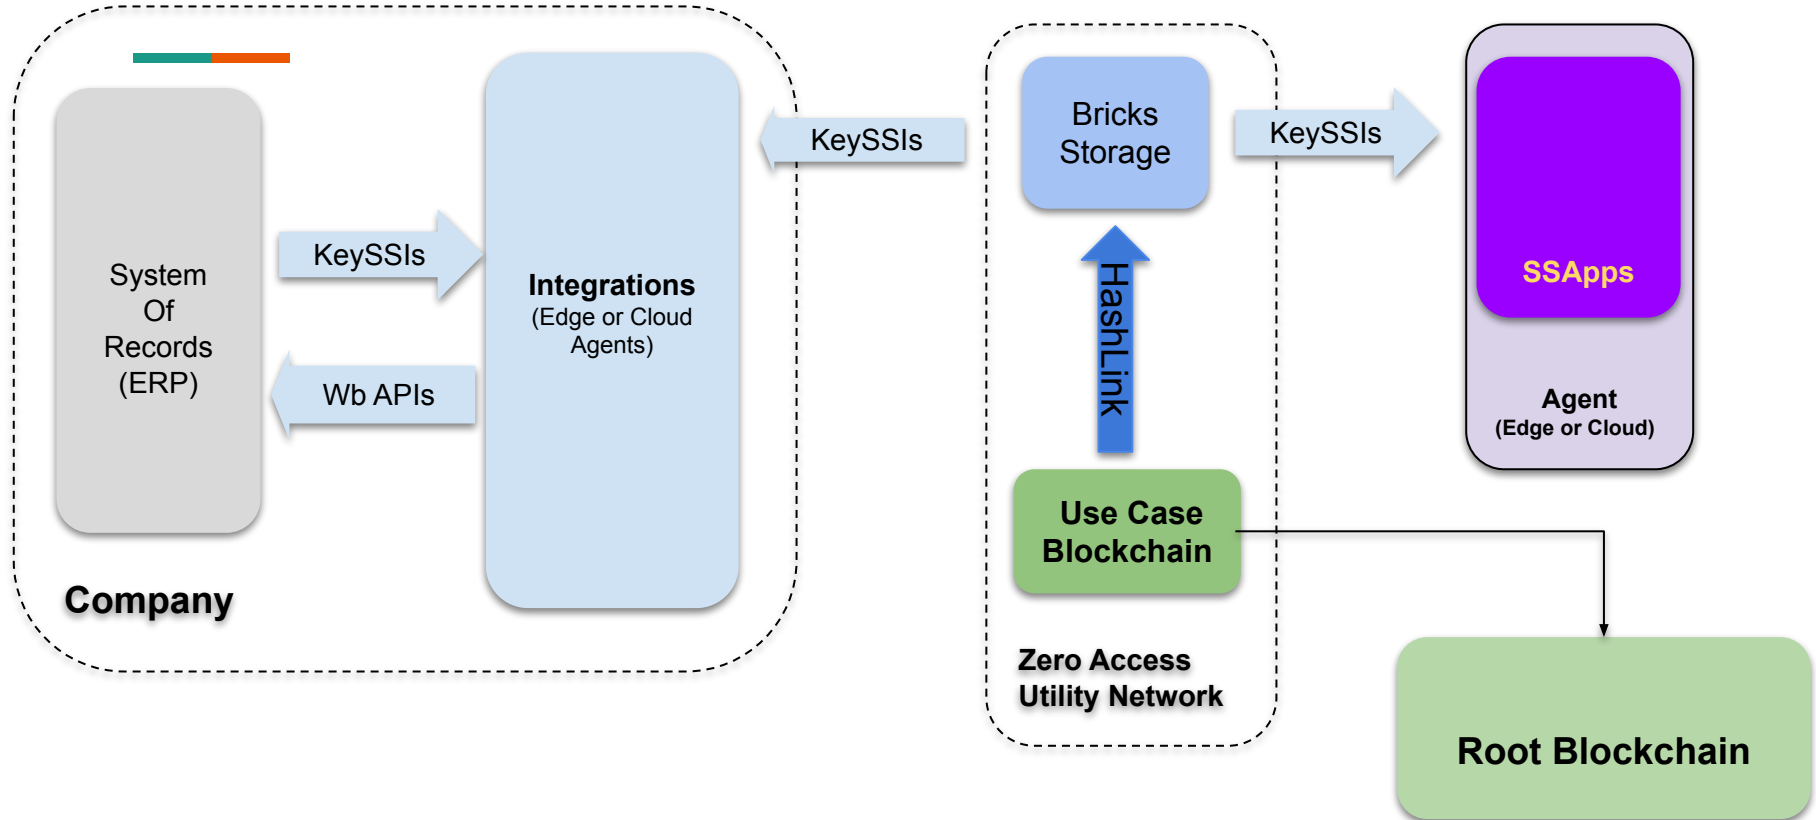 System
Of
Records
(ERP)
KeySSIs
Wb APIs
Integrations
(Edge or Cloud
Agents)
Company
KeySSIs
Bricks
Storage
HashLink
Use Case
Blockchain
Zero Access
Utility Network
KeySSIs
SSApps
Agent
(Edge or Cloud)
Root Blockchain